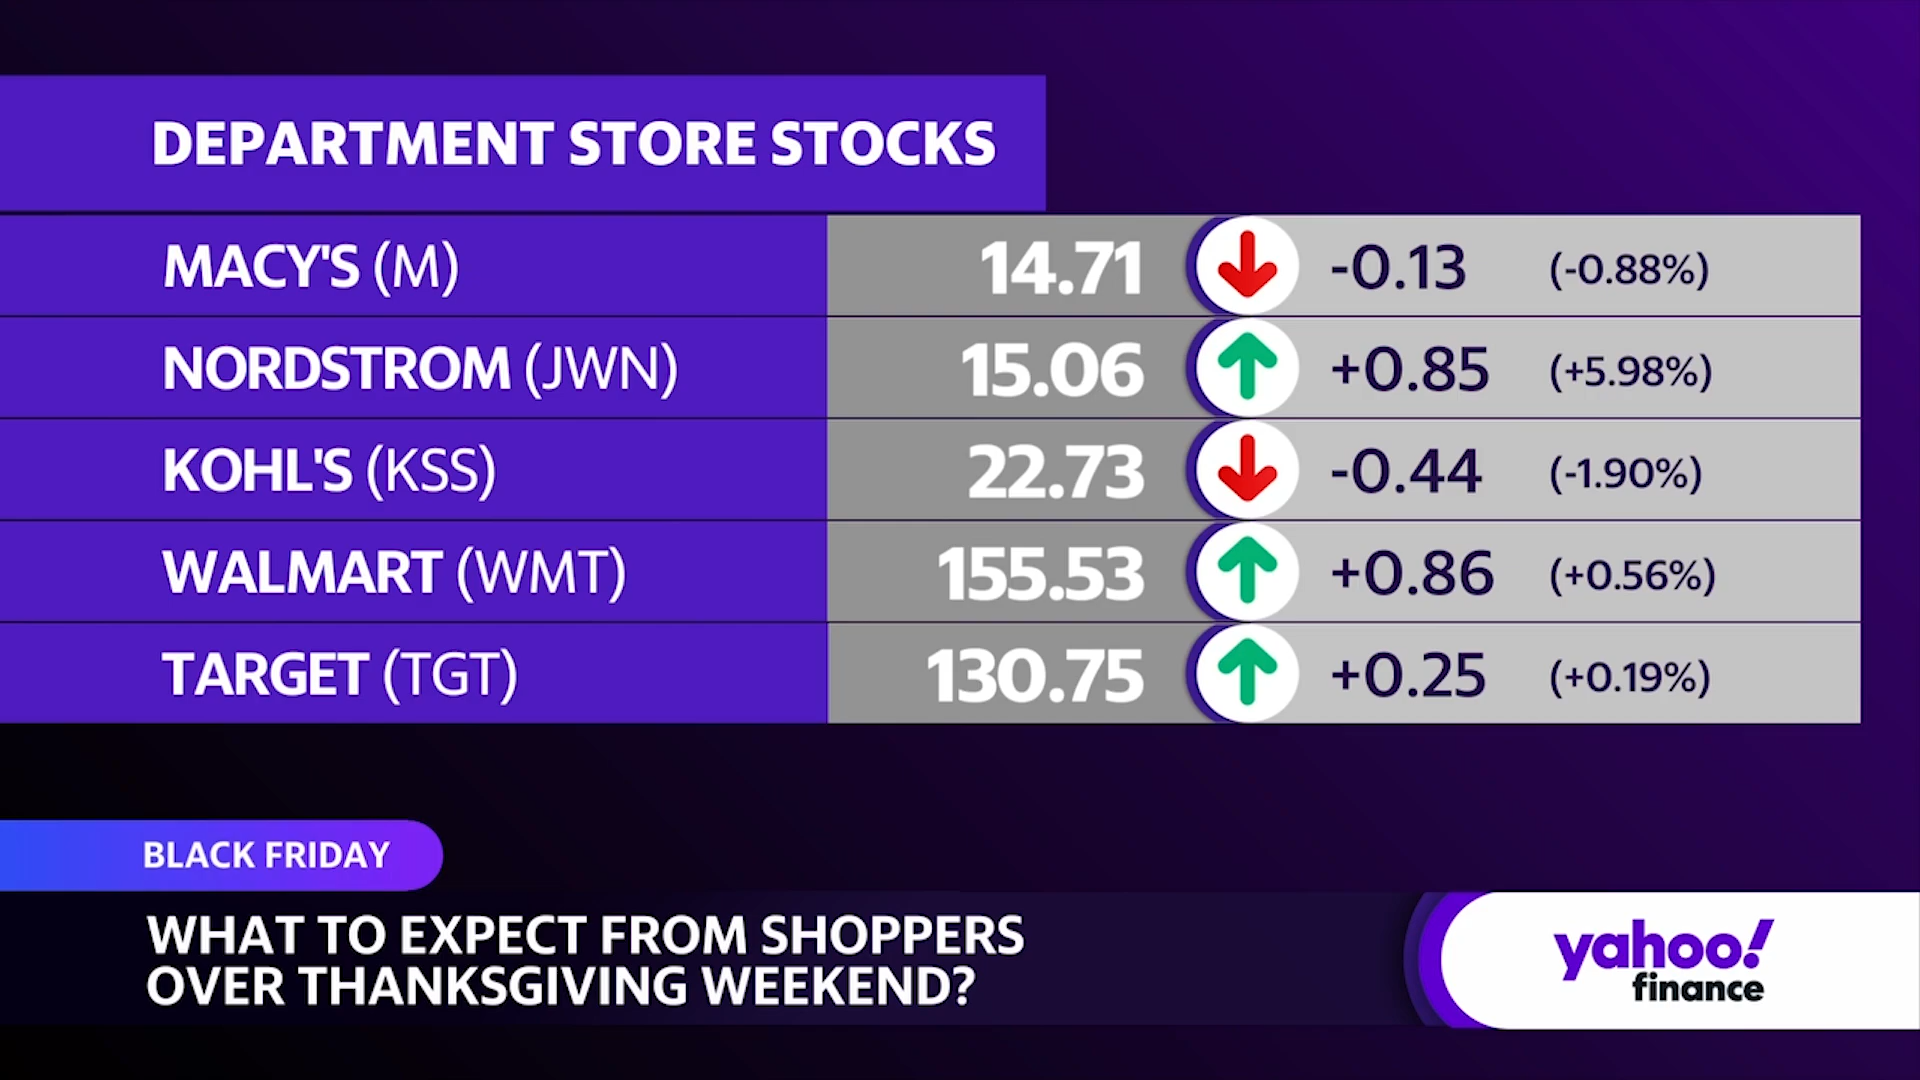 DEPARTMENT STORE STOCKS
MACY'S (M) 14.71 -0.13 (-0.88%)
NORDSTROM (JWN) 15.06 +0.85 (+5.98%)
KOHL'S (KSS) 22.73 -0.44 (-1.90%)
WALMART (WMT) 155.53 +0.86 (+0.56%)
TARGET (TGT) 130.75 +0.25 (+0.19%)
BLACK FRIDAY
WHAT TO EXPECT FROM SHOPPERS
OVER THANKSGIVING WEEKEND?
yahoo!
finance